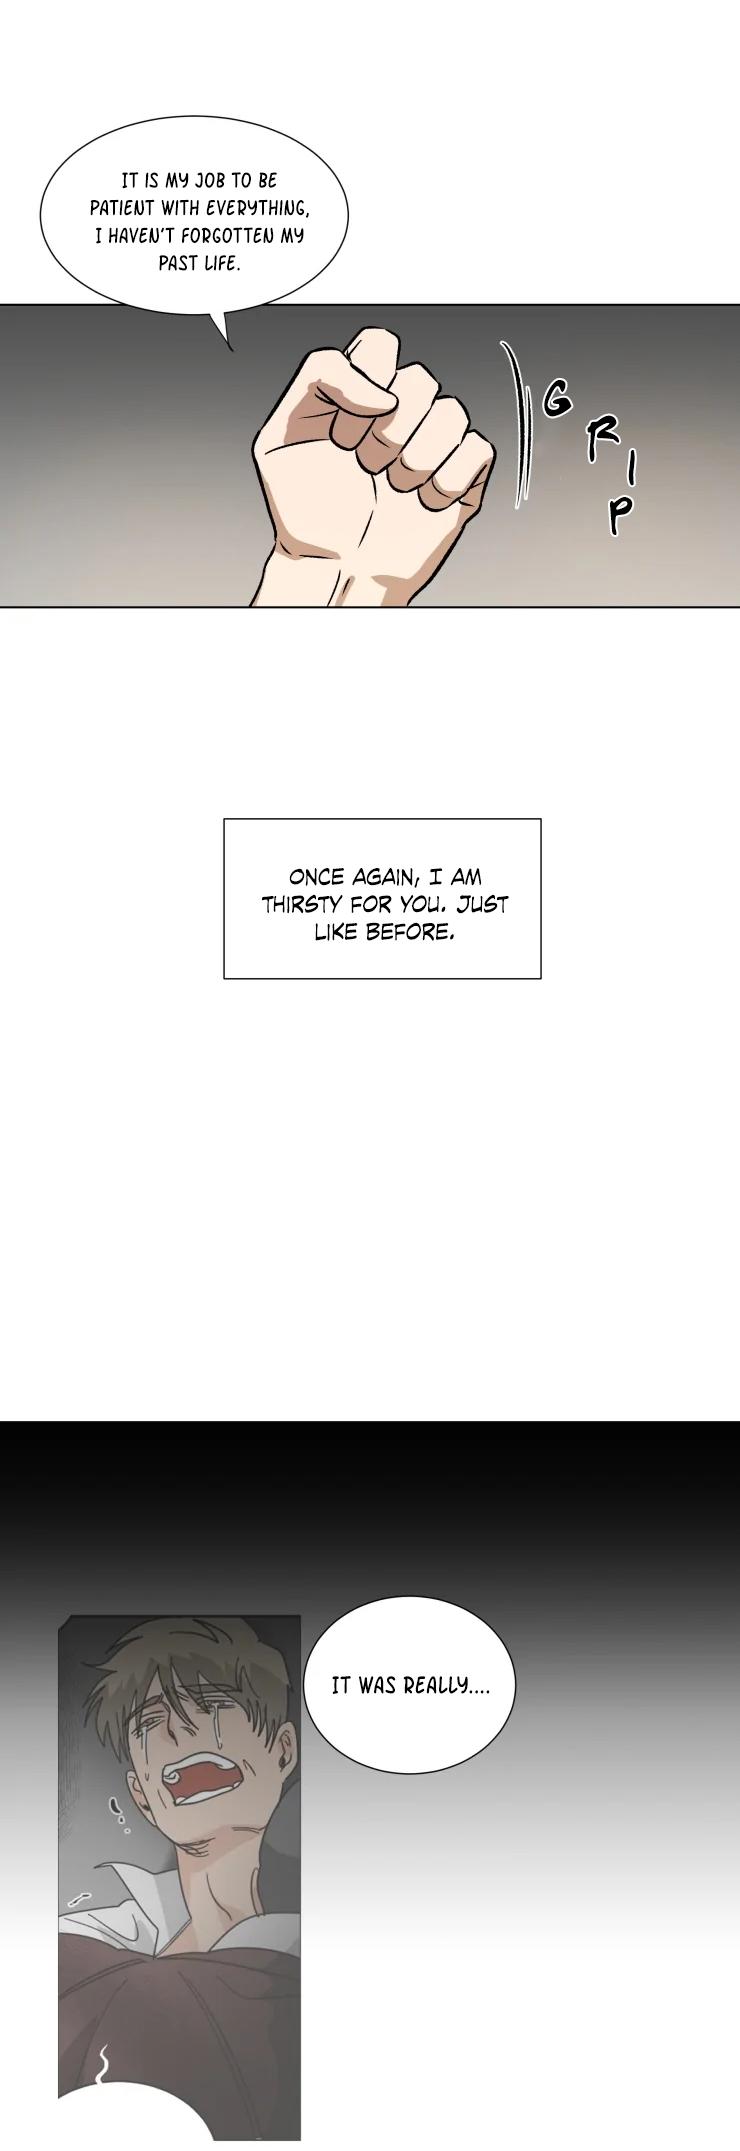 IT IS MY JOB TO BE
PATIENT WITH EVERYTHING,
I HAVEN'T FORGOTTEN MY
PAST LIFE.
GRIP
ONCE AGAIN, I AM
THIRSTY FOR YOU. JUST
LIKE BEFORE.
IT WAS REALLY....